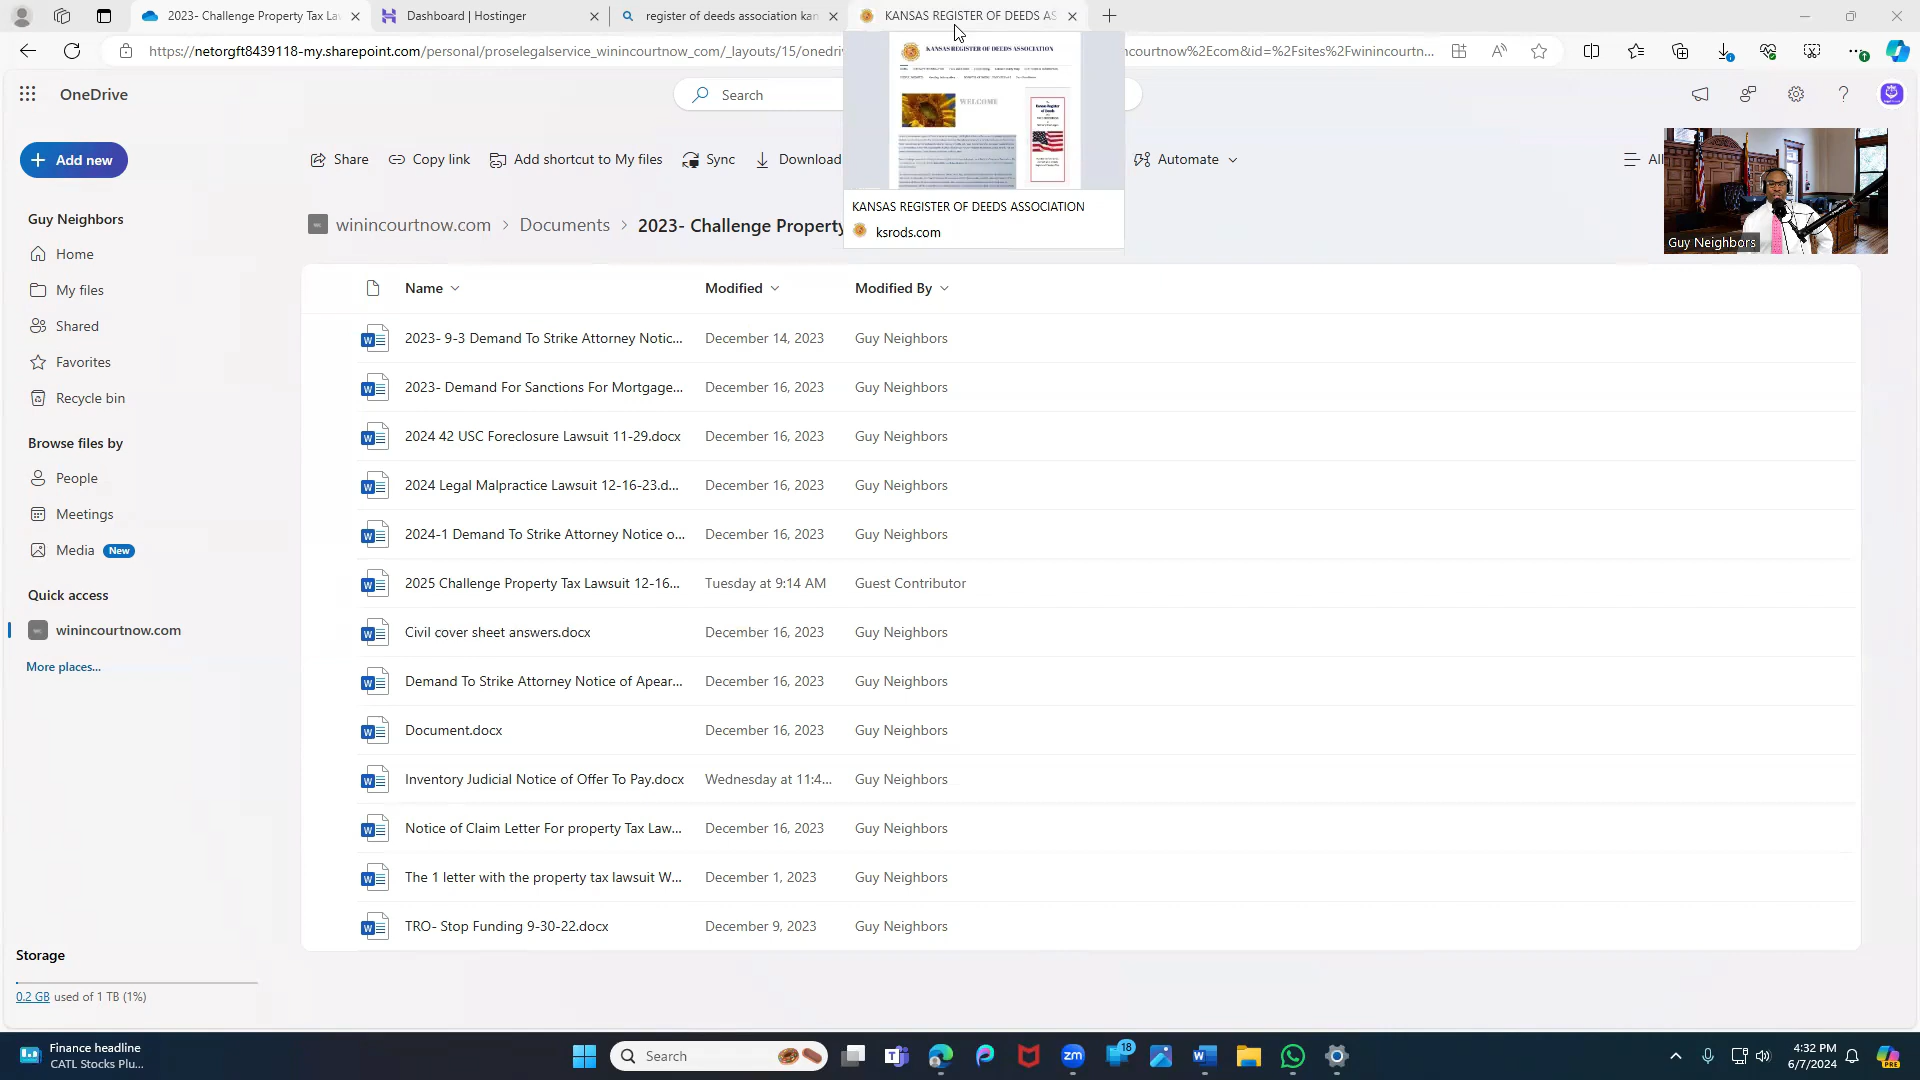 2023- Challenge Property Tax La
Dashboard | Hostinger
register of deeds association kan
KANSAS REGISTER OF DEEDS AS
https://netorgft8439118-my.sharepoint.com/personal/proselegalservice_winincourtnow_com/_layouts/15/onedri
courtnow%2Ecom&id=%2Fsites%2Fwinincourtn...
KANSAS REGISTER OF DEEDS ASSOCIATION
WELCOME
OneDrive
Search
Add new
Share
Copy link
Add shortcut to My files
Sync
Download
Automate
All
KANSAS REGISTER OF DEEDS ASSOCIATION
ksrods.com
winincourtnow.com > Documents > 2023- Challenge Property
Guy Neighbors
Guy Neighbors
Home
My files
Shared
Favorites
Recycle bin
Browse files by
People
Meetings
Media New
Quick access
winincourtnow.com
More places...
Storage
0.2 GB used of 1 TB (1%)
Name Modified Modified By
2023- 9-3 Demand To Strike Attorney Notic... December 14, 2023 Guy Neighbors
2023- Demand For Sanctions For Mortgage... December 16, 2023 Guy Neighbors
2024 42 USC Foreclosure Lawsuit 11-29.docx December 16, 2023 Guy Neighbors
2024 Legal Malpractice Lawsuit 12-16-23.d... December 16, 2023 Guy Neighbors
2024-1 Demand To Strike Attorney Notice o... December 16, 2023 Guy Neighbors
2025 Challenge Property Tax Lawsuit 12-16... Tuesday at 9:14 AM Guest Contributor
Civil cover sheet answers.docx December 16, 2023 Guy Neighbors
Demand To Strike Attorney Notice of Apear... December 16, 2023 Guy Neighbors
Document.docx December 16, 2023 Guy Neighbors
Inventory Judicial Notice of Offer To Pay.docx Wednesday at 11:4... Guy Neighbors
Notice of Claim Letter For property Tax Law... December 16, 2023 Guy Neighbors
The 1 letter with the property tax lawsuit W... December 1, 2023 Guy Neighbors
TRO- Stop Funding 9-30-22.docx December 9, 2023 Guy Neighbors
Finance headline
CATL Stocks Plu...
Search
zm
18
4:32 PM
6/7/2024
PRE